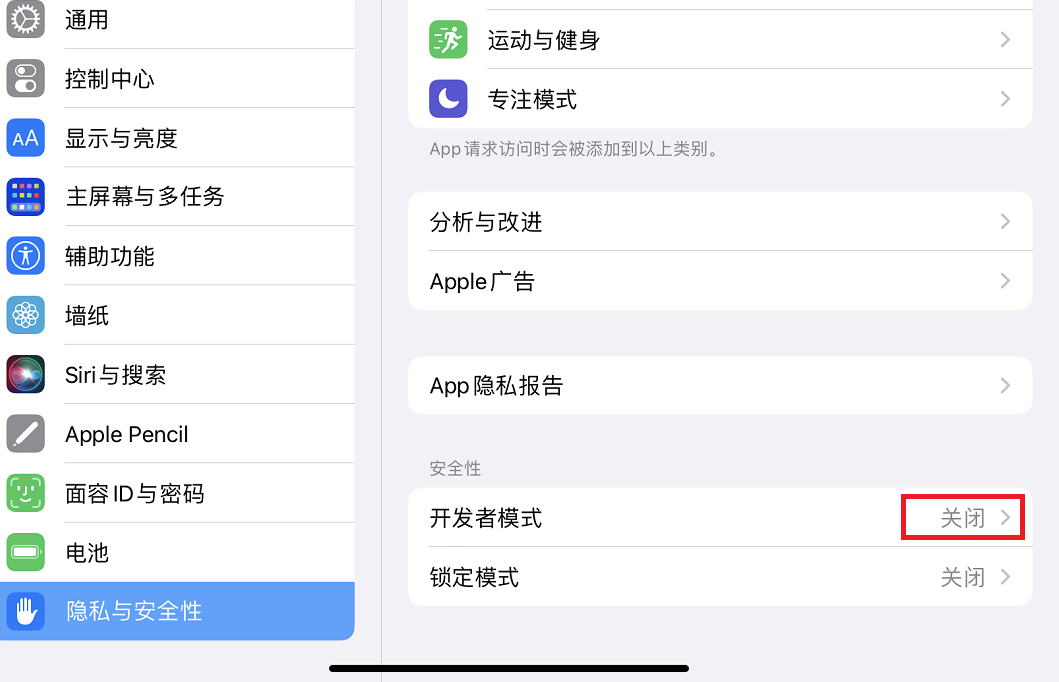 通用
控制中心
AA 显示与亮度
主屏幕与多任务
辅助功能
墙纸
Siri与搜索
Apple Pencil
面容ID与密码
电池
隐私与安全性
运动与健身
专注模式
App请求访问时会被添加到以上类别。
分析与改进
Apple广告
App隐私报告
安全性
开发者模式 关闭
锁定模式 关闭